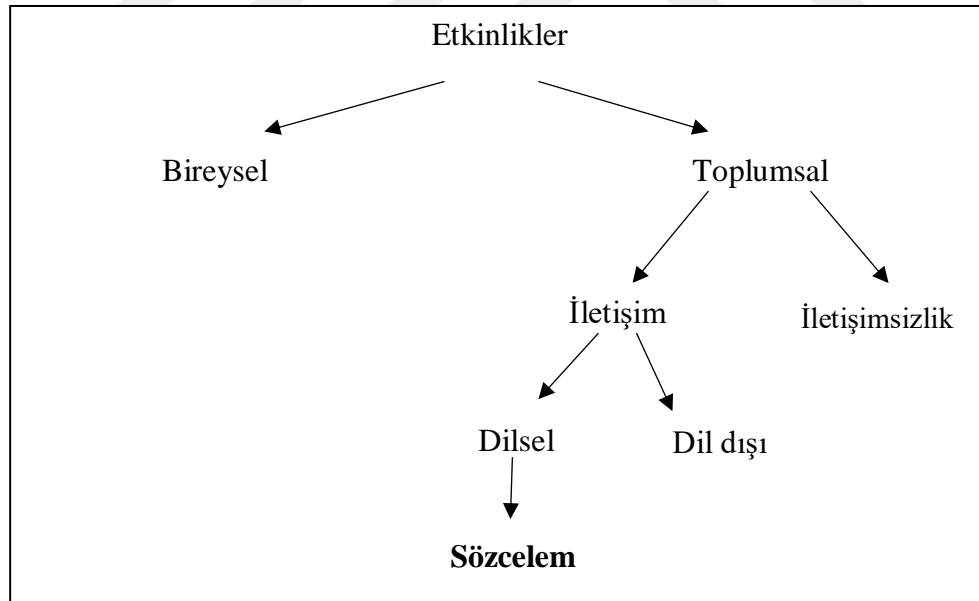 Etkinlikler
Bireysel Toplumsal
İletişim İletişimsizlik
Dilsel Dil dışı
Sözcelem